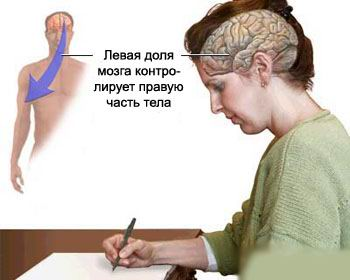 Левая доля
мозга контро-
лирует правую
часть тела